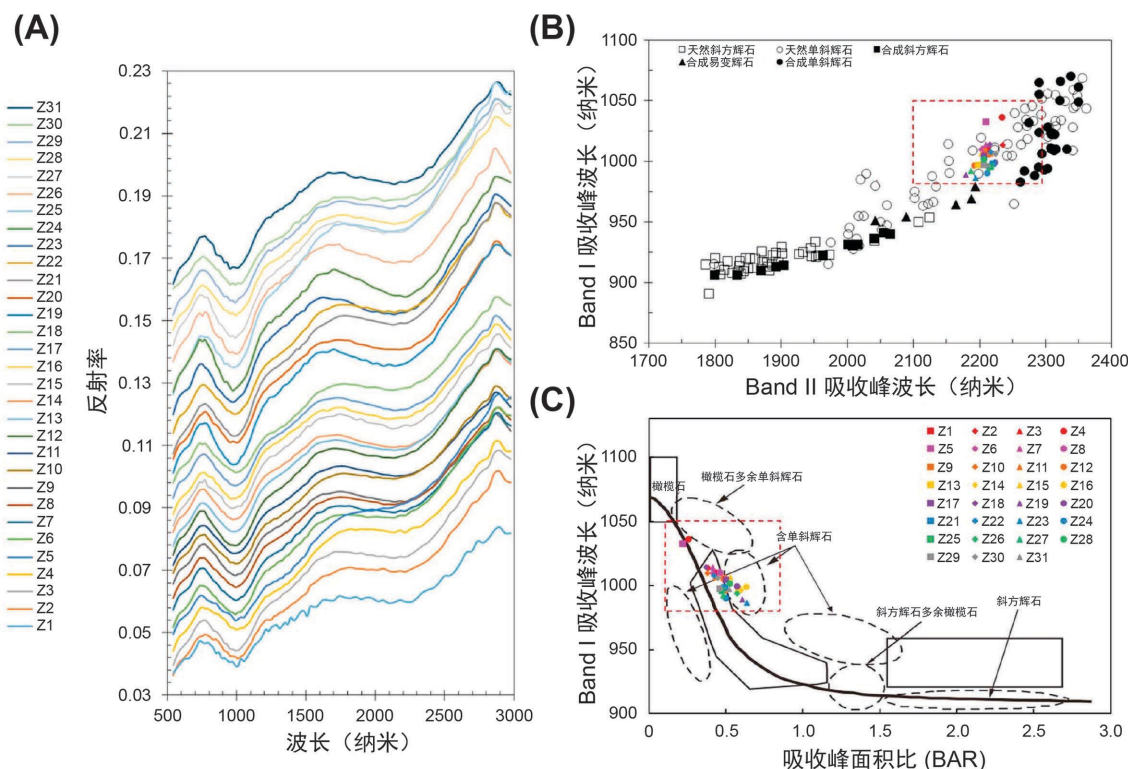 (A)
Z31
Z30
Z29
Z28
Z27
Z26
Z25
Z24
Z23
Z22
Z21
Z20
Z19
Z18
Z17
Z16
Z15
Z14
Z13
Z12
Z11
Z10
Z9
Z8
Z7
Z6
Z5
Z4
Z3
Z2
Z1
反射率
0.23
0.21
0.19
0.17
0.15
0.13
0.11
0.09
0.07
0.05
0.03
500 1000 1500 2000 2500 3000
波长（纳米）
(B)
Band I 吸收峰波长（纳米）
1100
1050
1000
950
900
850
天然斜方辉石 天然单斜辉石 合成斜方辉石
合成易变辉石 合成单斜辉石
1700 1800 1900 2000 2100 2200 2300 2400
Band II 吸收峰波长（纳米）
(C)
Band I 吸收峰波长（纳米）
1100
1050
1000
950
900
橄榄石 橄榄石多余单斜辉石
含单斜辉石
斜方辉石多余橄榄石
斜方辉石
Z1 Z2 Z3 Z4
Z5 Z6 Z7 Z8
Z9 Z10 Z11 Z12
Z13 Z14 Z15 Z16
Z17 Z18 Z19 Z20
Z21 Z22 Z23 Z24
Z25 Z26 Z27 Z28
Z29 Z30 Z31
0 0.5 1.0 1.5 2.0 2.5 3.0
吸收峰面积比 (BAR)